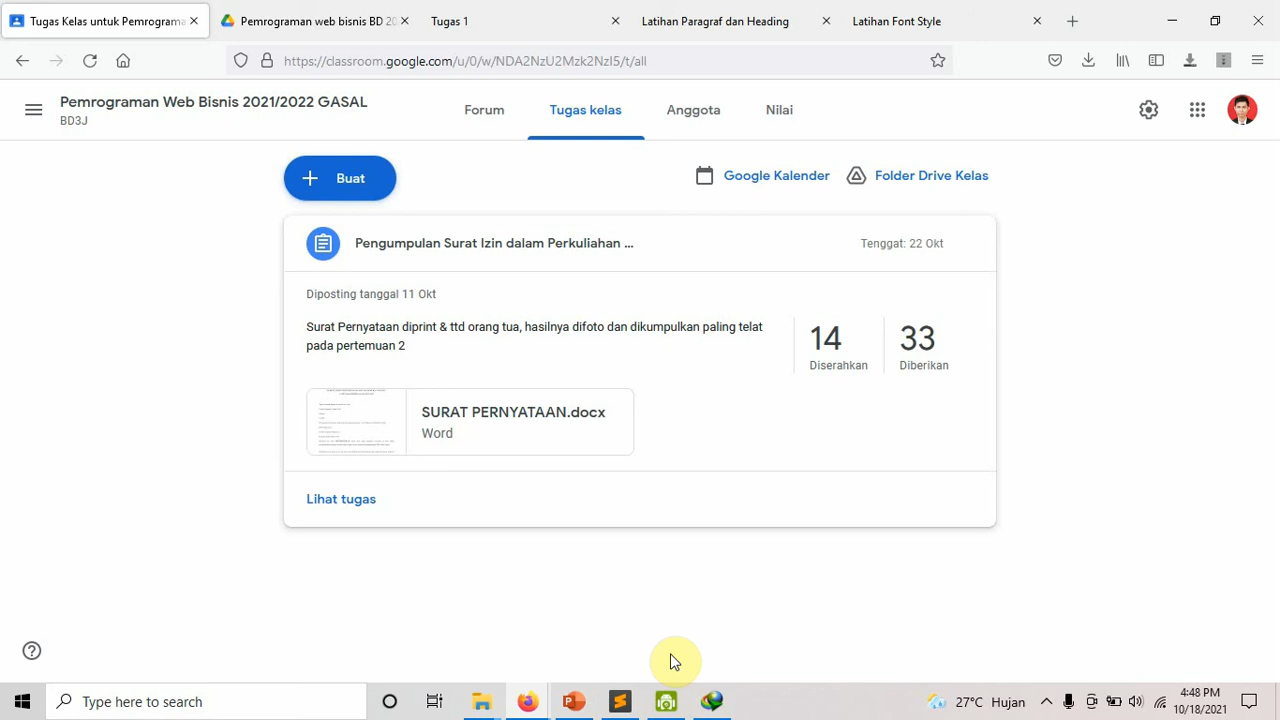 Tugas Kelas untuk Pemrograma
Pemrograman web bisnis BD 20
Tugas 1
Latihan Paragraf dan Heading
Latihan Font Style
https://classroom.google.com/u/0/w/NDA2NzU2Mzk2NzI5/t/all
Pemrograman Web Bisnis 2021/2022 GASAL
BD3J
Forum
Tugas kelas
Anggota
Nilai
Buat
Google Kalender
Folder Drive Kelas
Pengumpulan Surat Izin dalam Perkuliahan ...
Tenggat: 22 Okt
Diposting tanggal 11 Okt
Surat Pernyataan diprint & ttd orang tua, hasilnya difoto dan dikumpulkan paling telat
pada pertemuan 2
14
Diserahkan
33
Diberikan
SURAT PERNYATAAN.docx
Word
Lihat tugas
Type here to search
27°C Hujan
4:48 PM
10/18/2021